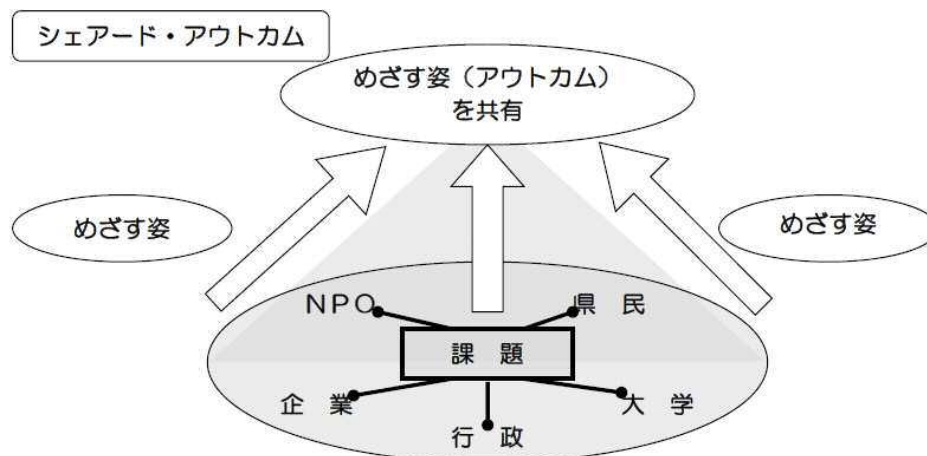 シェアード・アウトカム
めざす姿（アウトカム）
を共有
めざす姿
めざす姿
ＮＰＯ
県　民
課　題
企　業
大　学
行　政